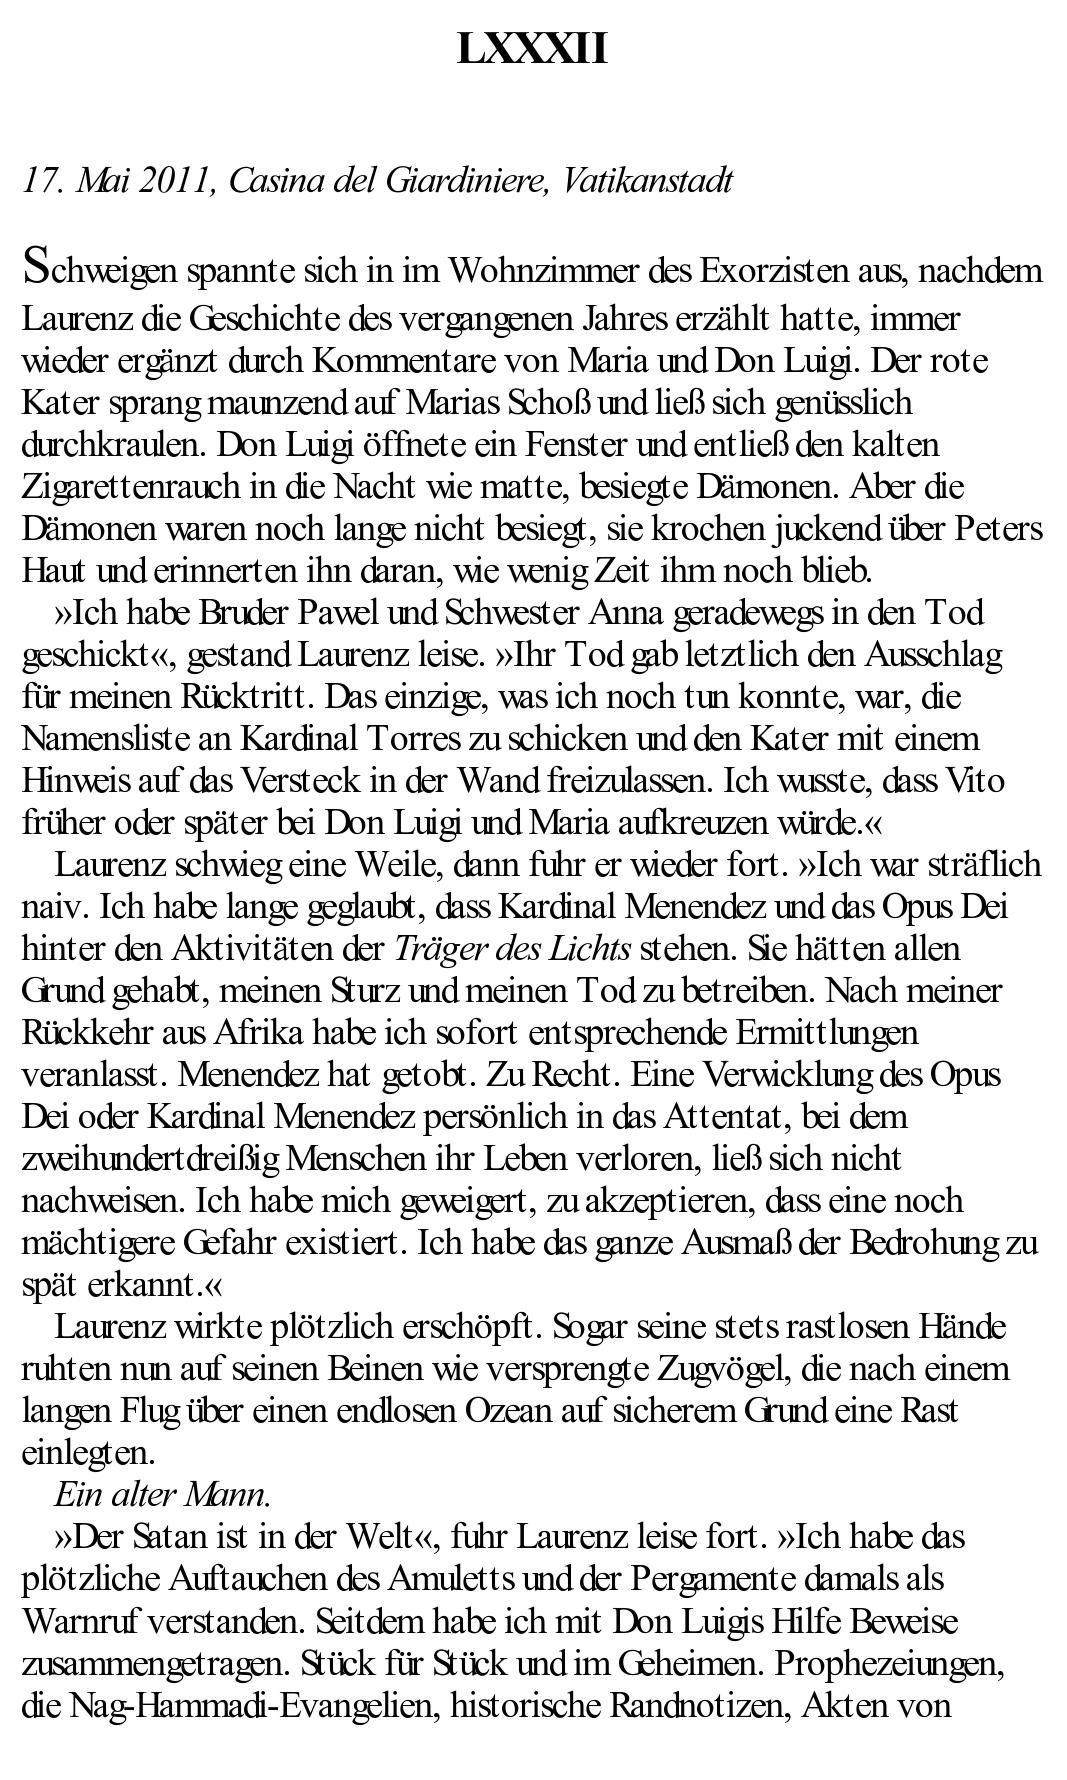 LXXXII
17. Mai 2011, Casina del Giardiniere, Vatikanstadt
Schweigen spannte sich in im Wohnzimmer des Exorzisten aus, nachdem
Laurenz die Geschichte des vergangenen Jahres erzählt hatte, immer
wieder ergänzt durch Kommentare von Maria und Don Luigi. Der rote
Kater sprang maunzend auf Marias Schoß und ließ sich genüsslich
durchkraulen. Don Luigi öffnete ein Fenster und entließ den kalten
Zigarettenrauch in die Nacht wie matte, besiegte Dämonen. Aber die
Dämonen waren noch lange nicht besiegt, sie krochen juckend über Peters
Haut und erinnerten ihn daran, wie wenig Zeit ihm noch blieb.
»Ich habe Bruder Pawel und Schwester Anna geradewegs in den Tod
geschickt«, gestand Laurenz leise. »Ihr Tod gab letztlich den Ausschlag
für meinen Rücktritt. Das einzige, was ich noch tun konnte, war, die
Namensliste an Kardinal Torres zu schicken und den Kater mit einem
Hinweis auf das Versteck in der Wand freizulassen. Ich wusste, dass Vito
früher oder später bei Don Luigi und Maria aufkreuzen würde.«
Laurenz schwieg eine Weile, dann fuhr er wieder fort. »Ich war sträflich
naiv. Ich habe lange geglaubt, dass Kardinal Menendez und das Opus Dei
hinter den Aktivitäten der Träger des Lichts stehen. Sie hätten allen
Grund gehabt, meinen Sturz und meinen Tod zu betreiben. Nach meiner
Rückkehr aus Afrika habe ich sofort entsprechende Ermittlungen
veranlasst. Menendez hat getobt. Zu Recht. Eine Verwicklung des Opus
Dei oder Kardinal Menendez persönlich in das Attentat, bei dem
zweihundertdreißig Menschen ihr Leben verloren, ließ sich nicht
nachweisen. Ich habe mich geweigert, zu akzeptieren, dass eine noch
mächtigere Gefahr existiert. Ich habe das ganze Ausmaß der Bedrohung zu
spät erkannt.«
Laurenz wirkte plötzlich erschöpft. Sogar seine stets rastlosen Hände
ruhten nun auf seinen Beinen wie versprengte Zugvögel, die nach einem
langen Flug über einen endlosen Ozean auf sicherem Grund eine Rast
einlegten.
Ein alter Mann.
»Der Satan ist in der Welt«, fuhr Laurenz leise fort. »Ich habe das
plötzliche Auftauchen des Amuletts und der Pergamente damals als
Warnruf verstanden. Seitdem habe ich mit Don Luigis Hilfe Beweise
zusammengetragen. Stück für Stück und im Geheimen. Prophezeiungen,
die Nag-Hammadi-Evangelien, historische Randnotizen, Akten von